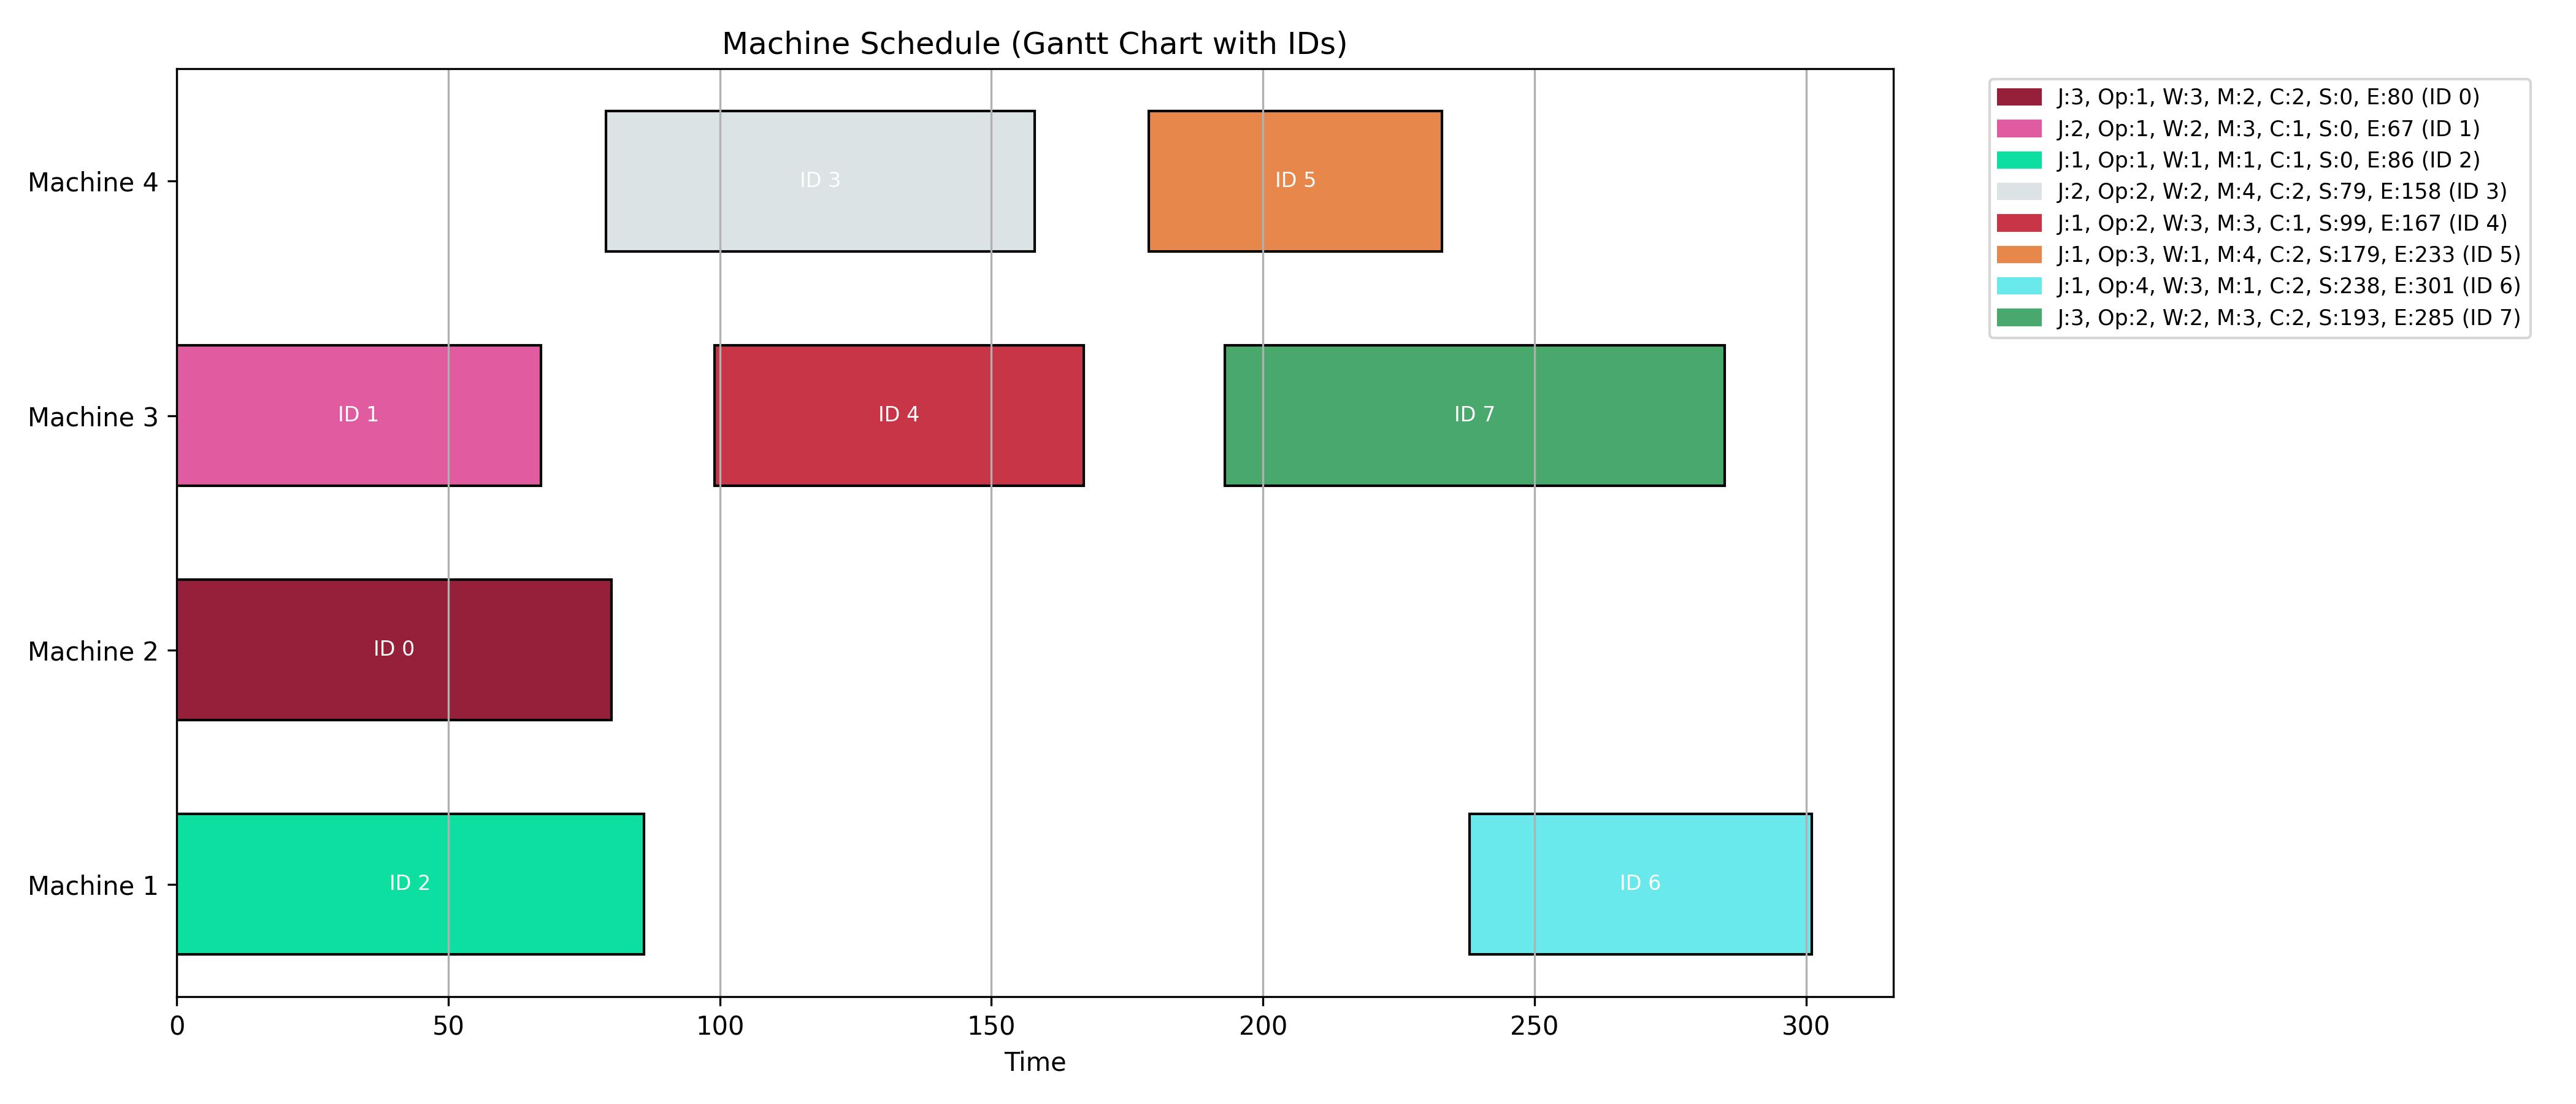 Machine Schedule (Gantt Chart with IDs)
J:3, Op:1, W:3, M:2, C:2, S:0, E:80 (ID 0)
J:2, Op:1, W:2, M:3, C:1, S:0, E:67 (ID 1)
J:1, Op:1, W:1, M:1, C:1, S:0, E:86 (ID 2)
J:2, Op:2, W:2, M:4, C:2, S:79, E:158 (ID 3)
J:1, Op:2, W:3, M:3, C:1, S:99, E:167 (ID 4)
J:1, Op:3, W:1, M:4, C:2, S:179, E:233 (ID 5)
J:1, Op:4, W:3, M:1, C:2, S:238, E:301 (ID 6)
J:3, Op:2, W:2, M:3, C:2, S:193, E:285 (ID 7)
Machine 4
ID 3
ID 5
Machine 3
ID 1
ID 4
ID 7
Machine 2
ID 0
Machine 1
ID 2
ID 6
0 50 100 150 200 250 300
Time